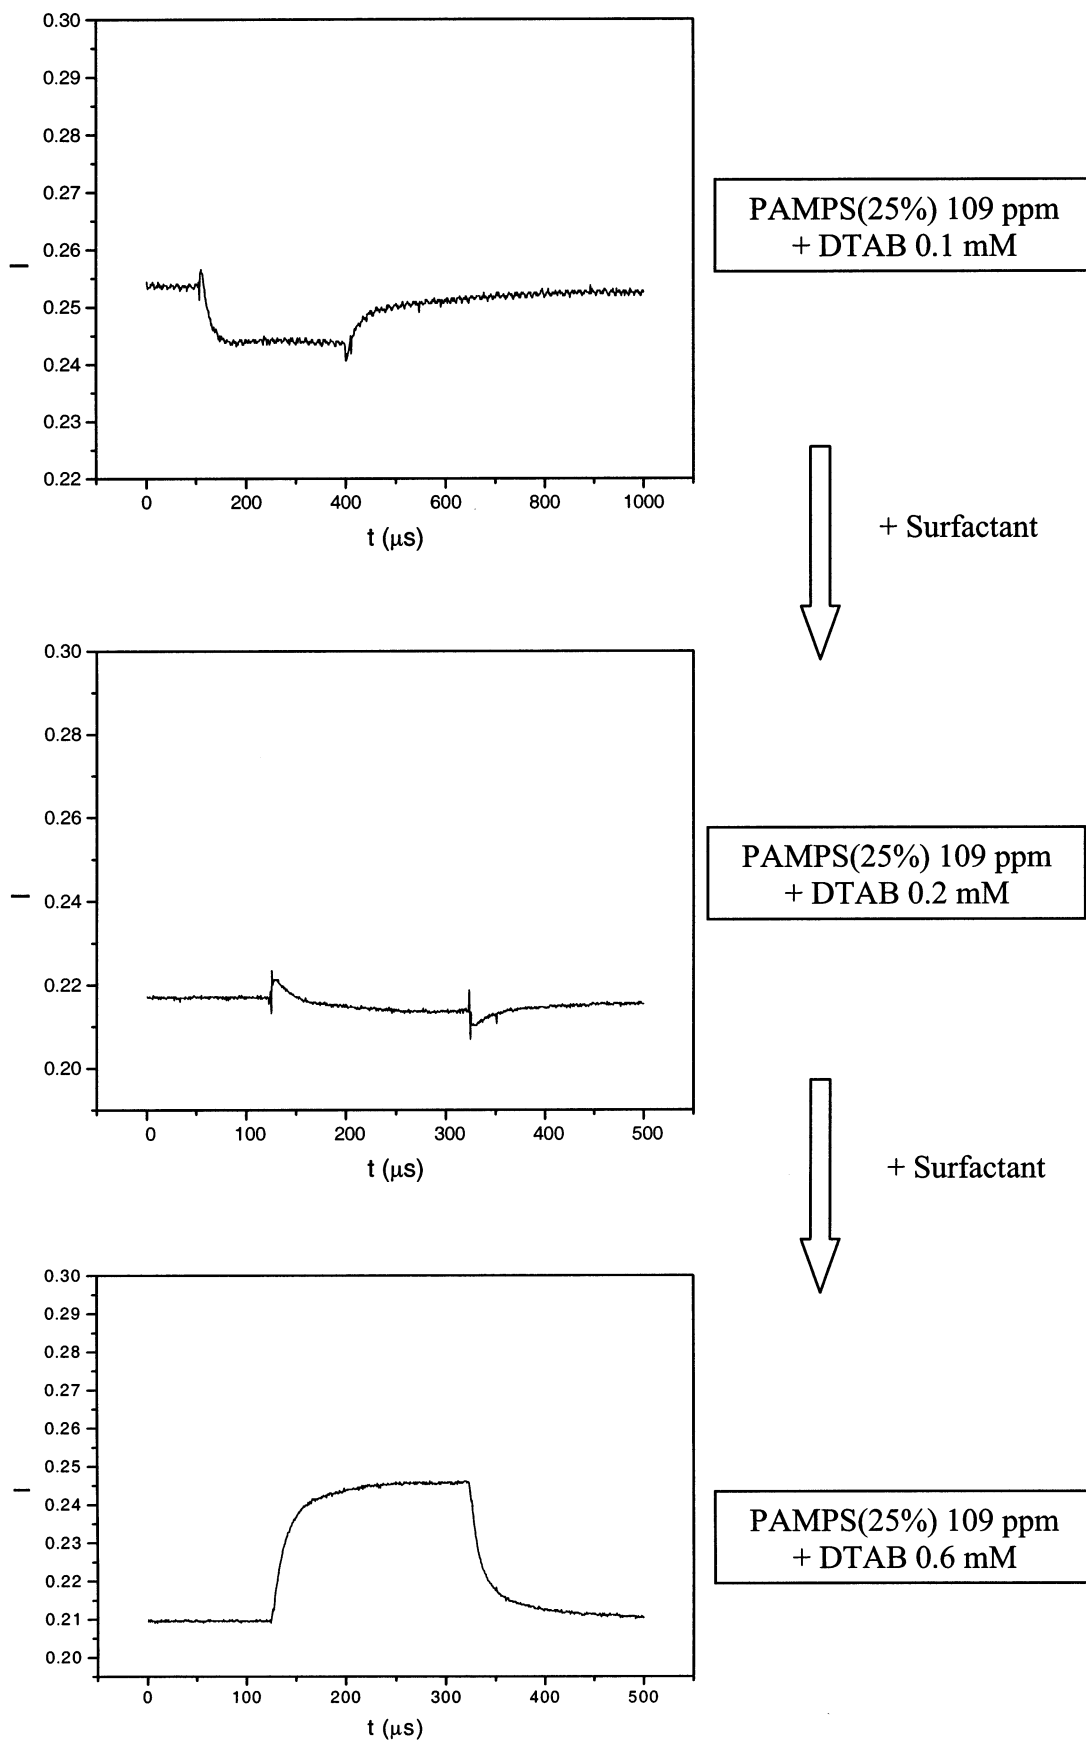 0.30
0.29
0.28
0.27
0.26
0.25
0.24
0.23
0.22
I
0 200 400 600 800 1000
t (μs)
PAMPS(25%) 109 ppm
+ DTAB 0.1 mM
+ Surfactant
0.30
0.28
0.26
0.24
0.22
0.20
I
0 100 200 300 400 500
t (μs)
PAMPS(25%) 109 ppm
+ DTAB 0.2 mM
+ Surfactant
0.30
0.29
0.28
0.27
0.26
0.25
0.24
0.23
0.22
0.21
0.20
I
0 100 200 300 400 500
t (μs)
PAMPS(25%) 109 ppm
+ DTAB 0.6 mM